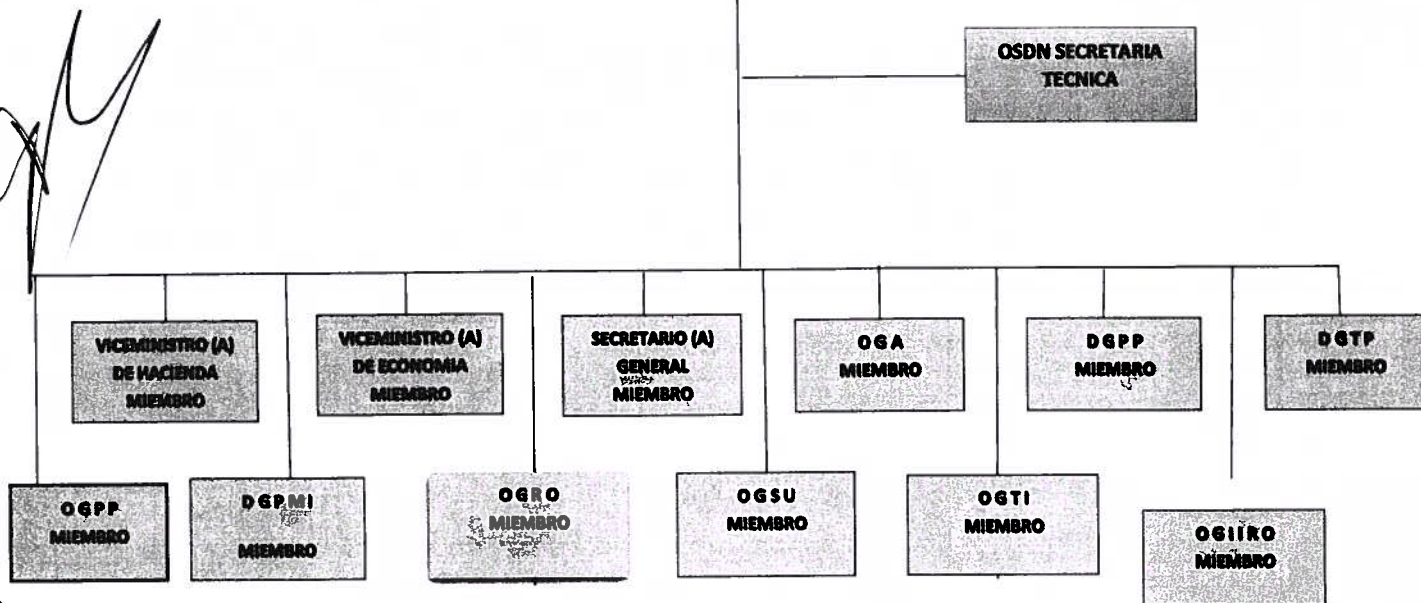 OSDN SECRETARIA
TECNICA
VICEMINISTRO (A)
DE HACIENDA
MIEMBRO
VICEMINISTRO (A)
DE ECONOMIA
MIEMBRO
SECRETARIO (A)
GENERAL
MIEMBRO
OGA
MIEMBRO
DGPP
MIEMBRO
DGTP
MIEMBRO
OGPP
MIEMBRO
DGPMI
MIEMBRO
OGRO
MIEMBRO
OGSU
MIEMBRO
OGTI
MIEMBRO
OGIIRO
MIEMBRO